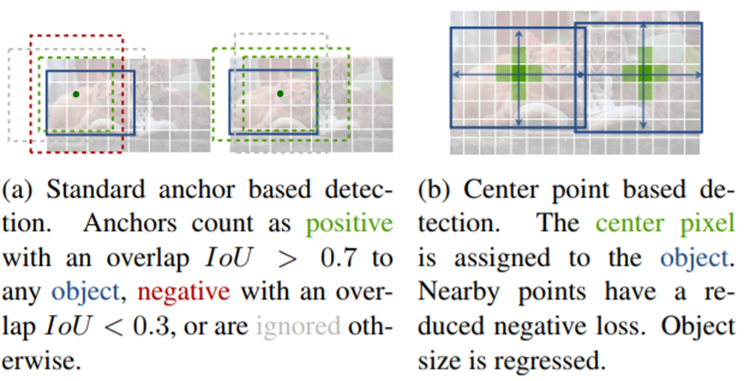 (a) Standard anchor based detec-
tion. Anchors count as positive
with an overlap IoU > 0.7 to
any object, negative with an over-
lap IoU < 0.3, or are ignored oth-
erwise.
(b) Center point based de-
tection. The center pixel
is assigned to the object.
Nearby points have a re-
duced negative loss. Object
size is regressed.